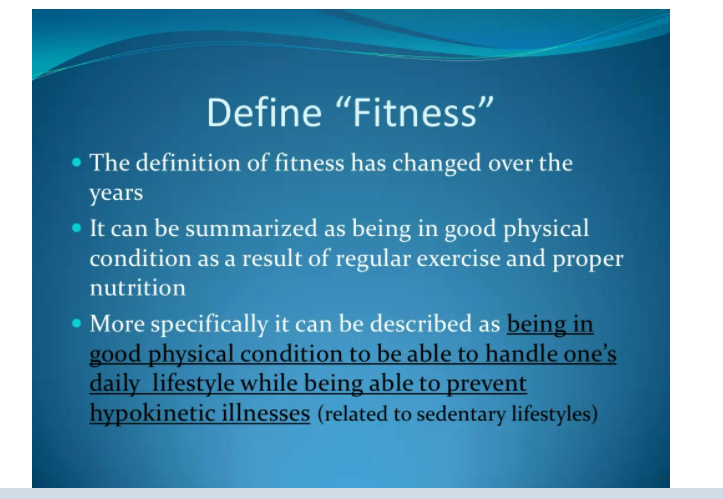 Define “Fitness”
• The definition of fitness has changed over the
years
• It can be summarized as being in good physical
condition as a result of regular exercise and proper
nutrition
• More specifically it can be described as being in
good physical condition to be able to handle one’s
daily  lifestyle while being able to prevent
hypokinetic illnesses (related to sedentary lifestyles)